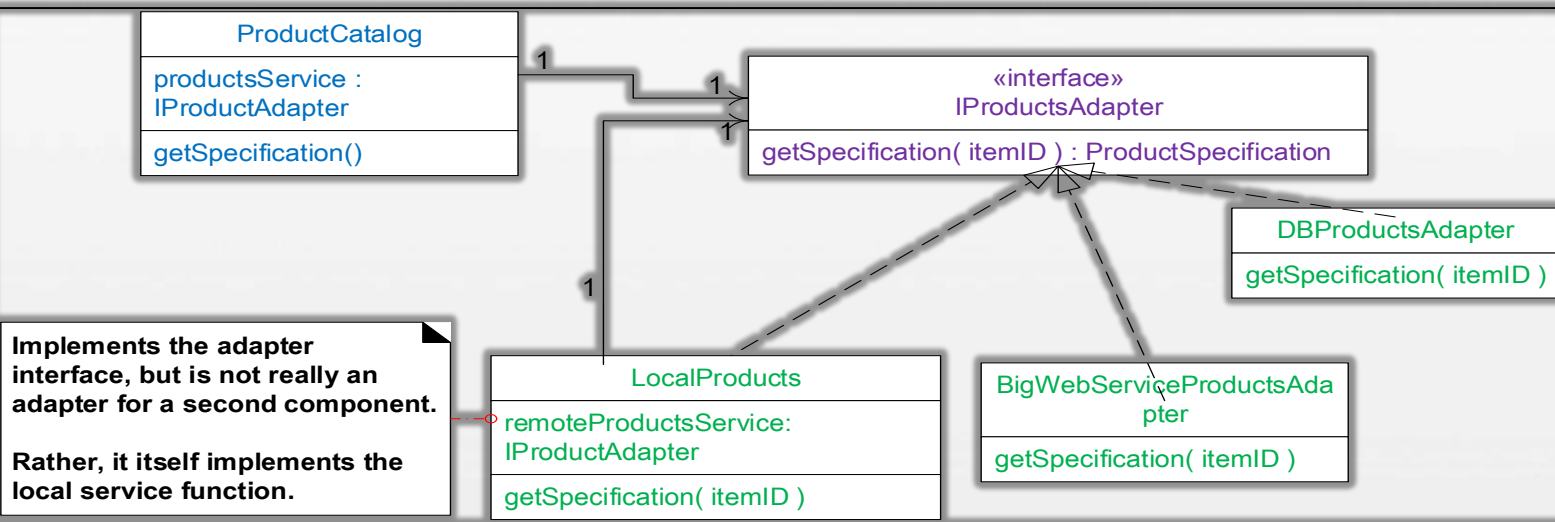 ProductCatalog
productsService :
IProductAdapter
getSpecification()
1
1
1
1
«interface»
IProductsAdapter
getSpecification( itemID ) : ProductSpecification
DBProductsAdapter
getSpecification( itemID )
Implements the adapter
interface, but is not really an
adapter for a second component.
Rather, it itself implements the
local service function.
LocalProducts
remoteProductsService:
IProductAdapter
getSpecification( itemID )
BigWebServiceProductsAda
pter
getSpecification( itemID )